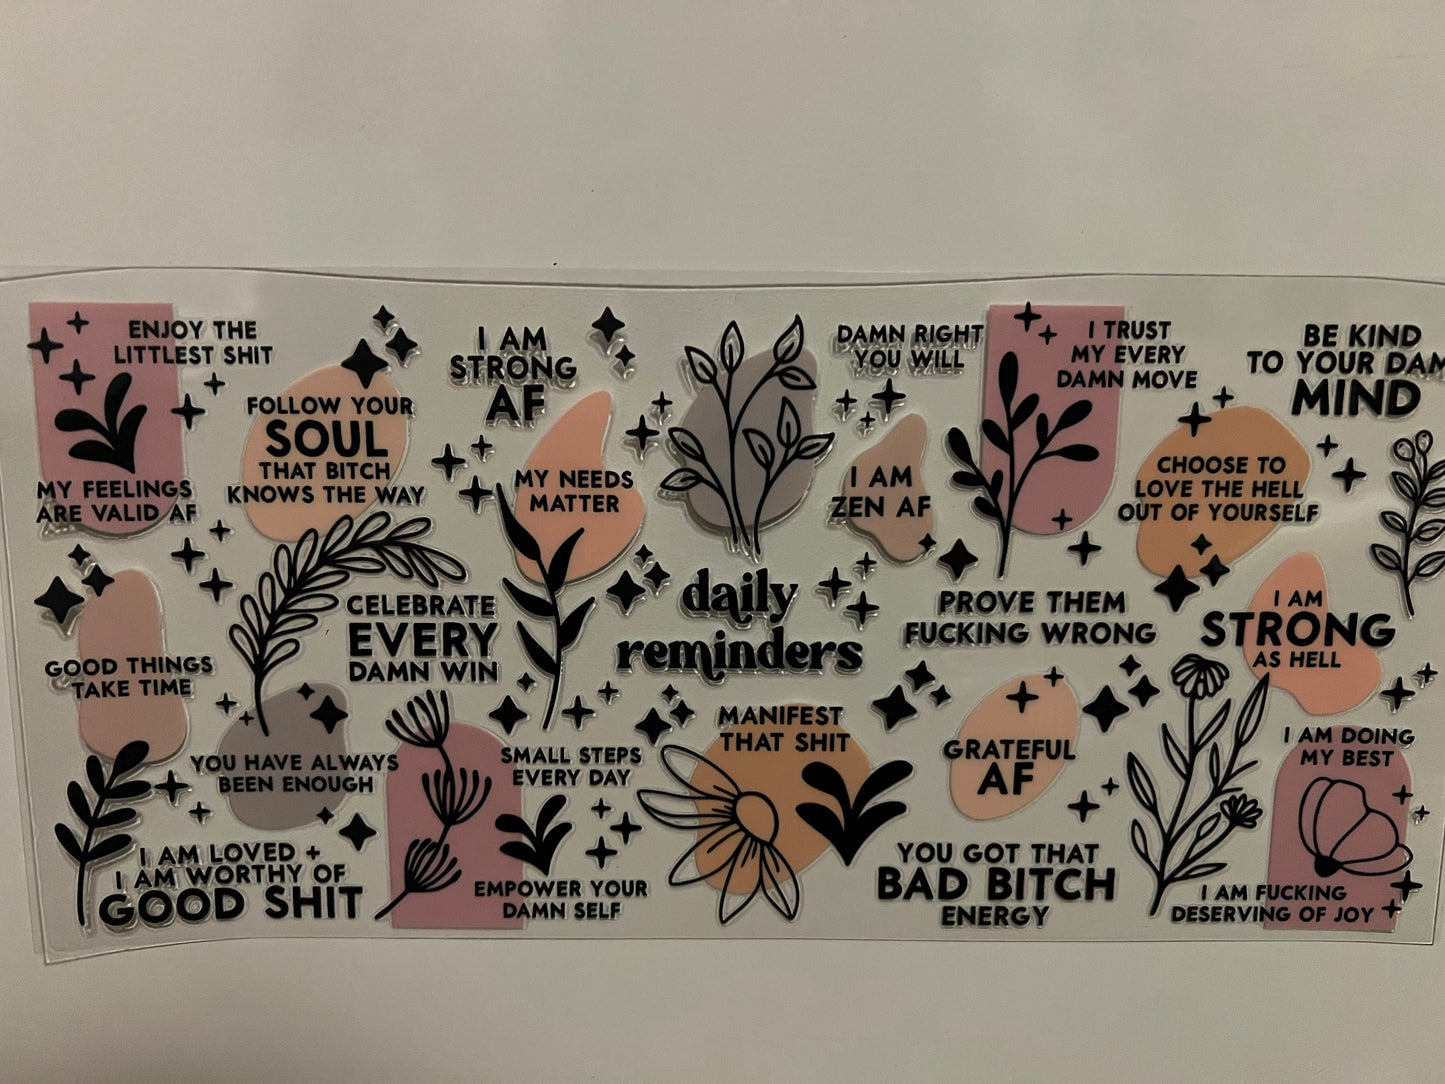 ENJOY THE
LITTLEST SHIT
MY FEELINGS
ARE VALID AF
FOLLOW YOUR
SOUL
THAT BITCH
KNOWS THE WAY
I AM
STRONG
AF
MY NEEDS
MATTER
DAMN RIGHT
YOU WILL
I AM
ZEN AF
I TRUST
MY EVERY
DAMN MOVE
CHOOSE TO
LOVE THE HELL
OUT OF YOURSELF
BE KIND
TO YOUR DAM
MIND
GOOD THINGS
TAKE TIME
CELEBRATE
EVERY
DAMN WIN
daily
reminders
PROVE THEM
FUCKING WRONG
I AM
STRONG
AS HELL
YOU HAVE ALWAYS
BEEN ENOUGH
SMALL STEPS
EVERY DAY
MANIFEST
THAT SHIT
GRATEFUL
AF
I AM DOING
MY BEST
I AM LOVED +
I AM WORTHY OF
GOOD SHIT
EMPOWER YOUR
DAMN SELF
YOU GOT THAT
BAD BITCH
ENERGY
I AM FUCKING
DESERVING OF JOY